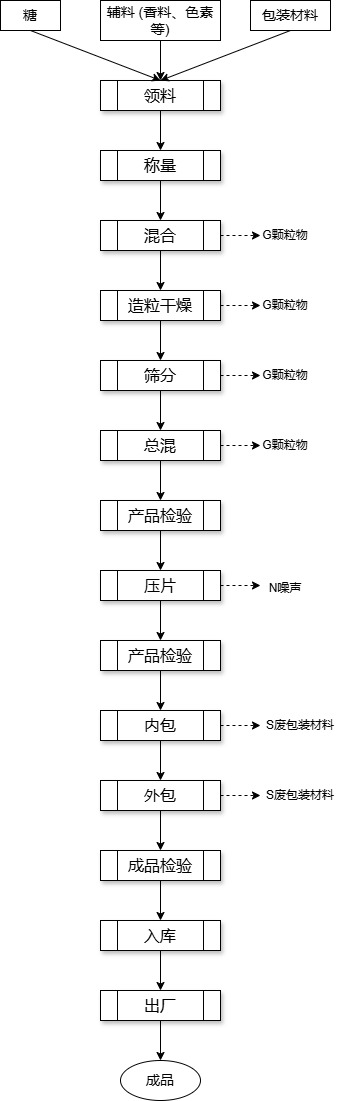 糖
辅料 (香料、色素
等)
包装材料
领料
称量
混合
G颗粒物
造粒干燥
G颗粒物
筛分
G颗粒物
总混
G颗粒物
产品检验
压片
N噪声
产品检验
内包
S废包装材料
外包
S废包装材料
成品检验
入库
出厂
成品